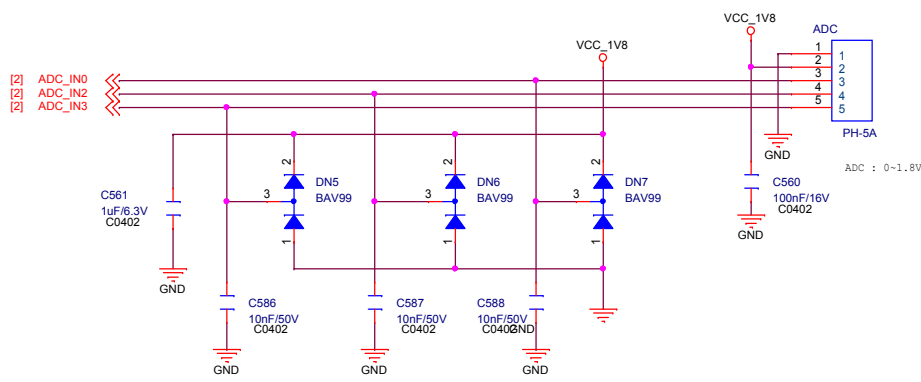 VCC_1V8
ADC
VCC_1V8
1 1
2 2
[2] ADC_IN0 3 3
[2] ADC_IN2 4 4
[2] ADC_IN3 5 5
PH-5A
GND
ADC : 0~1.8V
2 2 2
C561
1uF/6.3V
C0402
3 DN5
BAV99
3 DN6
BAV99
3 DN7
BAV99
C560
100nF/16V
C0402
1 1 1
GND
GND
C586
10nF/50V
C0402
C587
10nF/50V
C0402
C588
10nF/50V
C0402
GND
GND
GND
GND